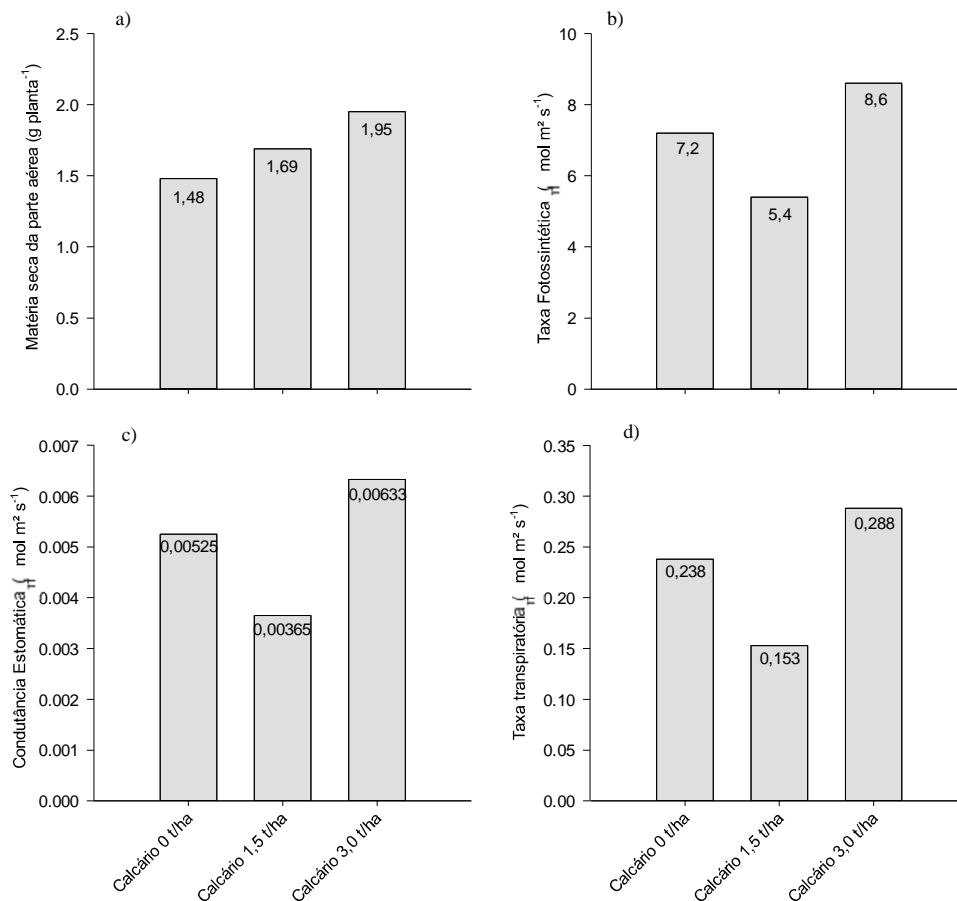 a)
Matéria seca da parte aérea (g planta⁻¹)
2.5
2.0
1.5
1.0
0.5
0.0
1,48
1,69
1,95
b)
Taxa Fotossintética ( mol m² s⁻¹)
10
8
6
4
2
0
7,2
5,4
8,6
c)
Condutância Estomática ( mol m² s⁻¹)
0.007
0.006
0.005
0.004
0.003
0.002
0.001
0.000
0,00525
0,00365
0,00633
Calcário 0 t/ha
Calcário 1,5 t/ha
Calcário 3,0 t/ha
d)
Taxa transpiratória ( mol m² s⁻¹)
0.35
0.30
0.25
0.20
0.15
0.10
0.05
0.00
0,238
0,153
0,288
Calcário 0 t/ha
Calcário 1,5 t/ha
Calcário 3,0 t/ha